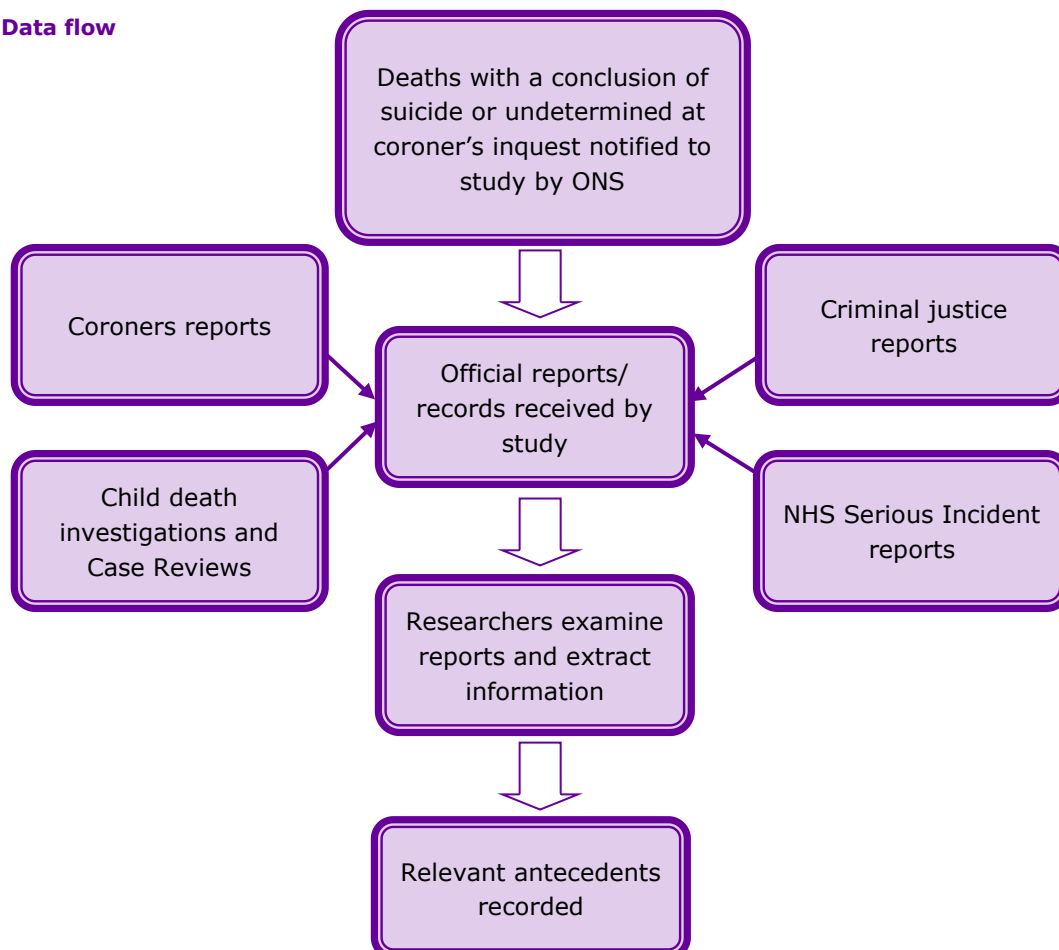 Data flow
Deaths with a conclusion of
suicide or undetermined at
coroner’s inquest notified to
study by ONS
Coroners reports
Criminal justice
reports
Official reports/
records received by
study
Child death
investigations and
Case Reviews
NHS Serious Incident
reports
Researchers examine
reports and extract
information
Relevant antecedents
recorded